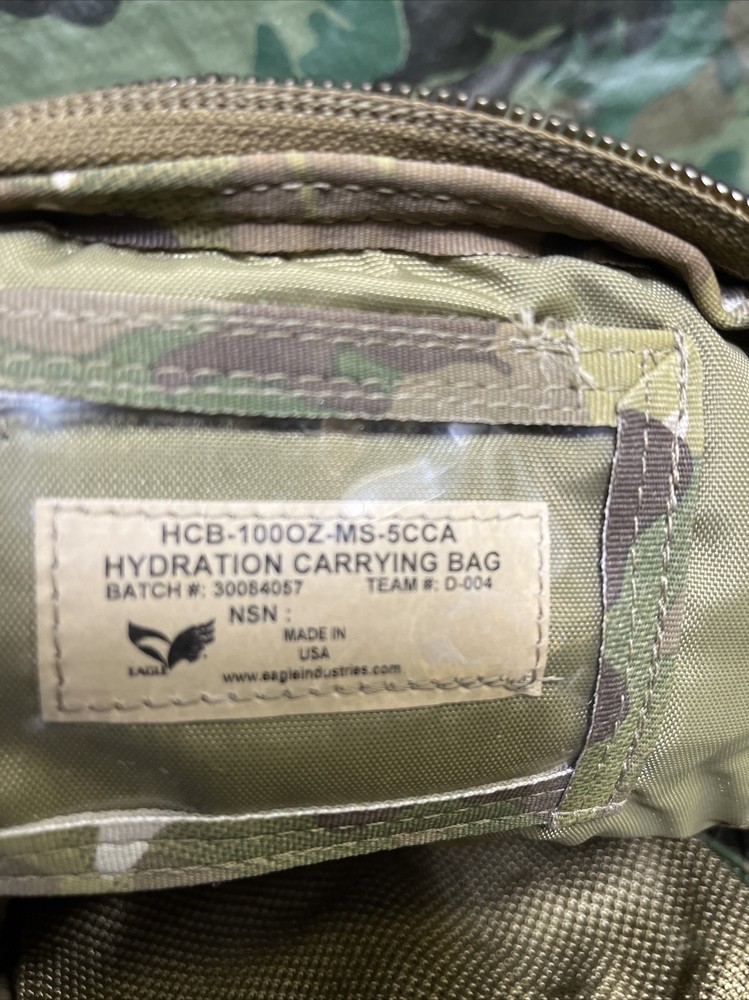 HCB-100OZ-MS-5CCA
HYDRATION CARRYING BAG
BATCH #: 30084057 TEAM #: D-004
NSN :
MADE IN
USA
EAGLE
www.eagleindustries.com